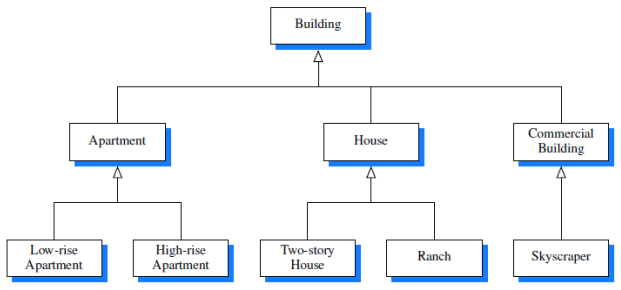 Building
Apartment
House
Commercial
Building
Low-rise
Apartment
High-rise
Apartment
Two-story
House
Ranch
Skyscraper